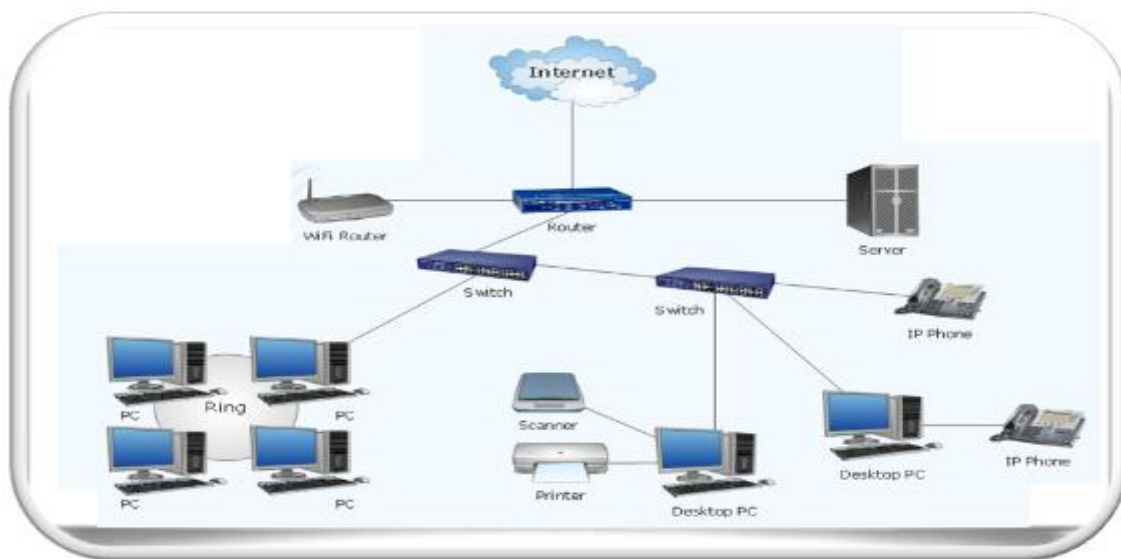 Internet
WiFi Router
Router
Server
Switch
Switch
IP Phone
PC
PC
Ring
PC
PC
Scanner
Printer
Desktop PC
Desktop PC
IP Phone